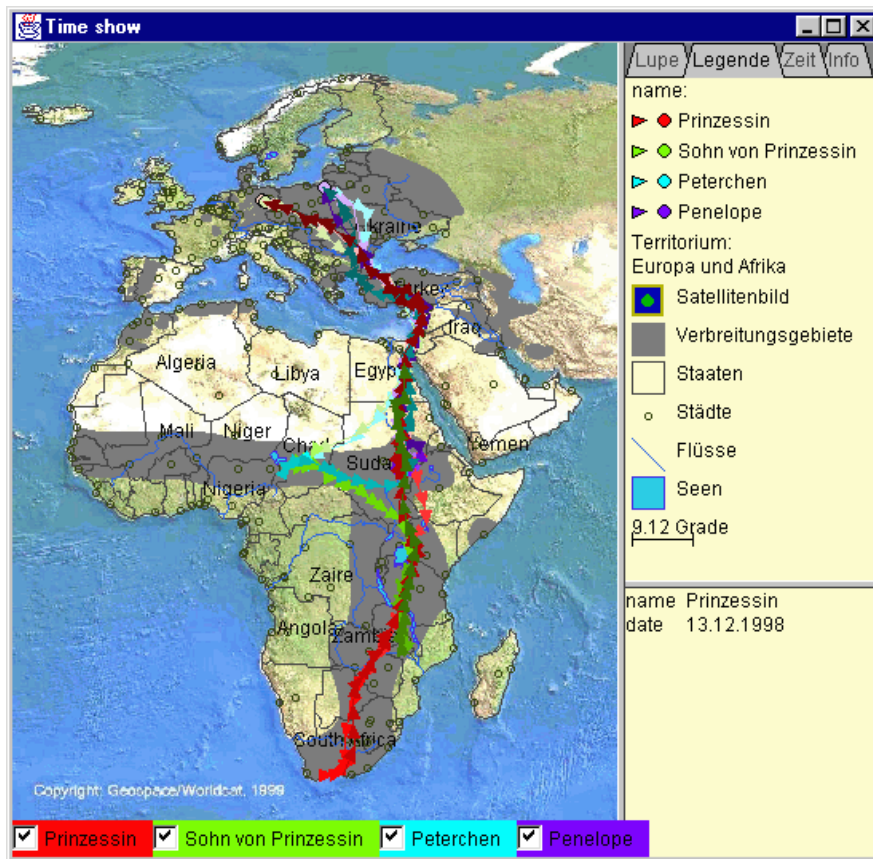 Time show
Lupe Legende Zeit Info
name:
Prinzessin
Sohn von Prinzessin
Peterchen
Penelope
Territorium:
Europa und Afrika
Satellitenbild
Verbreitungsgebiete
Staaten
Städte
Flüsse
Seen
9.12 Grade
name Prinzessin
date 13.12.1998
Ukraine
Turkey
Iraq
Algeria
Libya
Egypt
Mali
Niger
Chad
Sudan
Yemen
Nigeria
Zaire
Angola
Zambia
South Africa
Copyright: Geospace/Worldsat, 1999
Prinzessin Sohn von Prinzessin Peterchen Penelope